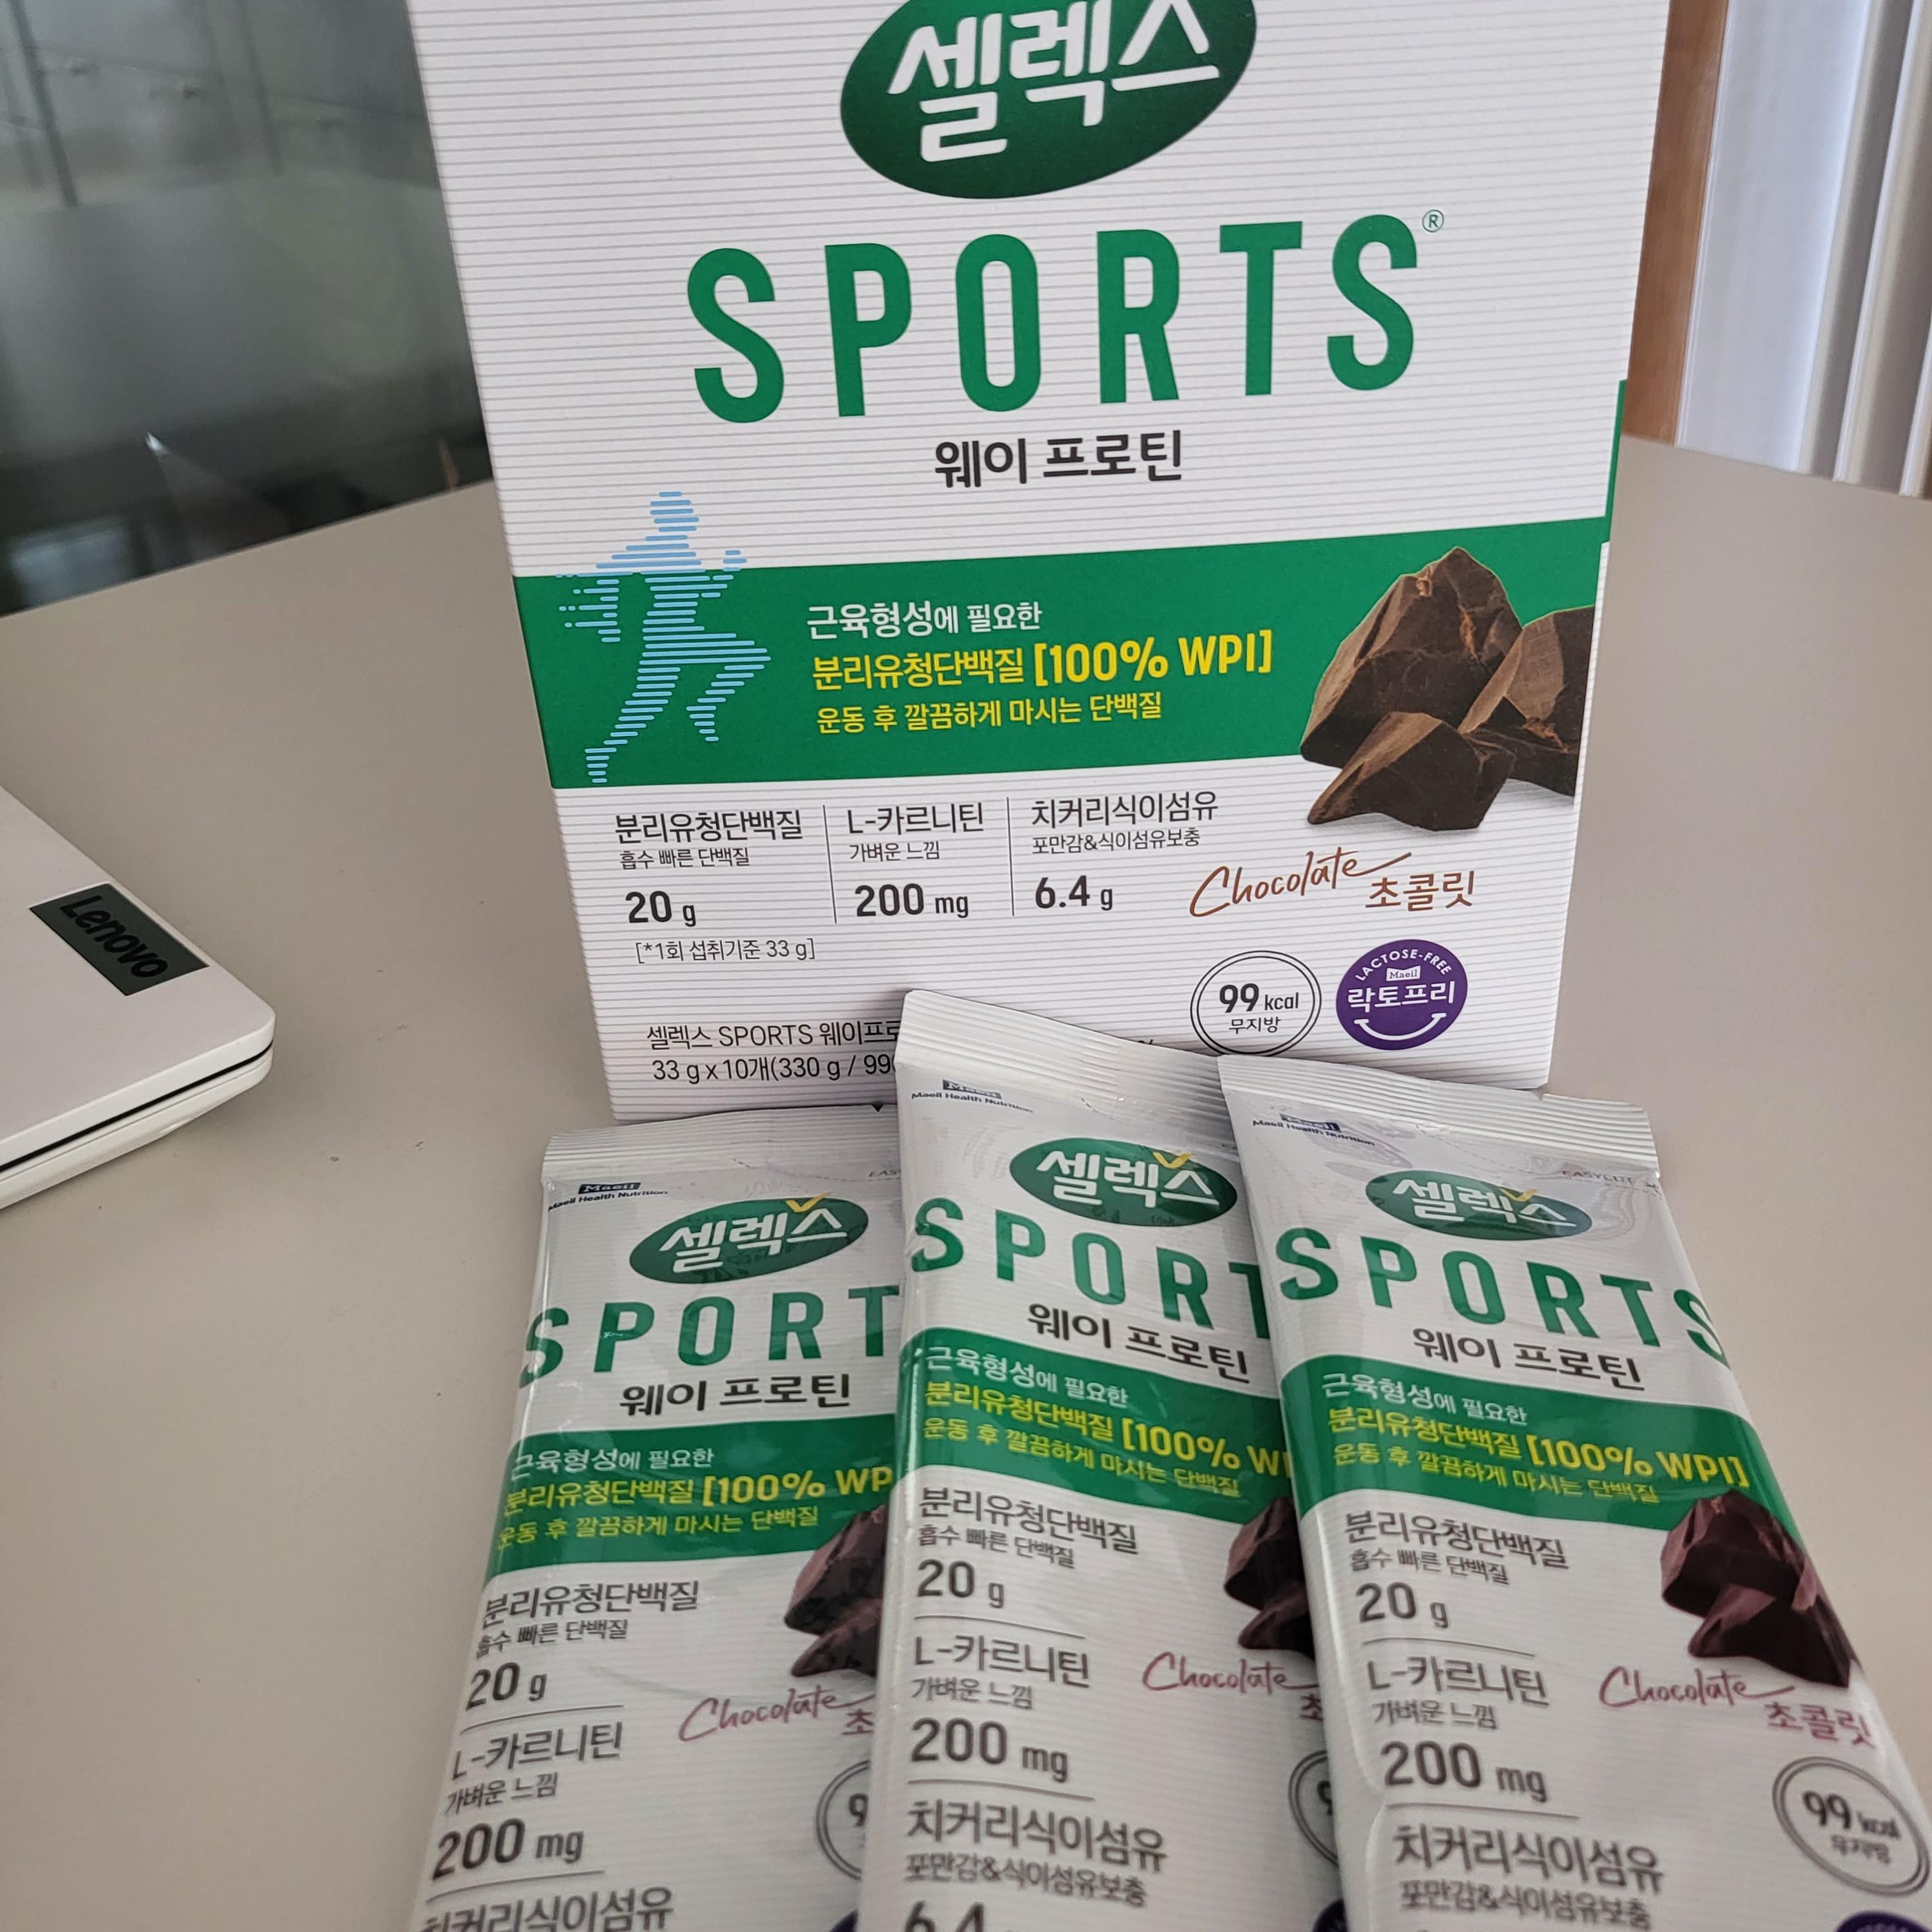 셀렉스
SPORTS®
웨이 프로틴
근육형성에 필요한
분리유청단백질 [100% WPI]
운동 후 깔끔하게 마시는 단백질
분리유청단백질
흡수 빠른 단백질
20 g
L-카르니틴
가벼운 느낌
200 mg
치커리식이섬유
포만감&식이섬유보충
6.4 g
[*1회 섭취기준 33 g]
Chocolate
초콜릿
99 kcal
무지방
LACTOSE-FREE
Maeil
락토프리
셀렉스 SPORTS 웨이프로
33 g x 10개(330 g / 990
Lenovo
Maeil
Maeil Health Nutrition
셀렉스
SPORT
웨이 프로틴
근육형성에 필요한
분리유청단백질 [100% WP
운동 후 깔끔하게 마시는 단백질
분리유청단백질
흡수 빠른 단백질
20 g
L-카르니틴
가벼운 느낌
200 mg
치커리식이섬유
Chocolate
초
9
Maeil
Maeil Health Nutrition
셀렉스
SPORT
웨이 프로틴
근육형성에 필요한
분리유청단백질 [100% W
운동 후 깔끔하게 마시는 단백질
분리유청단백질
흡수 빠른 단백질
20 g
L-카르니틴
가벼운 느낌
200 mg
치커리식이섬유
포만감&식이섬유보충
6.4
Chocolate
초
9
Maeil
Maeil Health Nutrition
EASYCUT
셀렉스
SPORTS
웨이 프로틴
근육형성에 필요한
분리유청단백질 [100% WPI]
운동 후 깔끔하게 마시는 단백질
분리유청단백질
흡수 빠른 단백질
20 g
L-카르니틴
가벼운 느낌
200 mg
치커리식이섬유
포만감&식이섬유보충
Chocolate
초콜릿
99 kcal
무지방